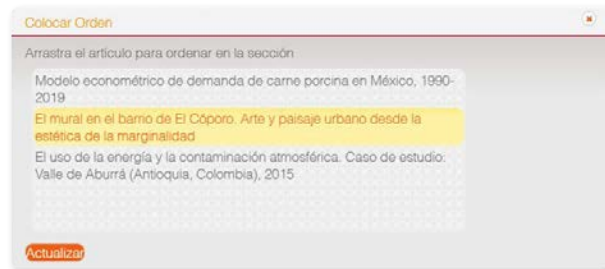 Colocar Orden
Arrastra el artículo para ordenar en la sección
Modelo econométrico de demanda de carne porcina en México, 1990-
2019
El mural en el barrio de El Cóporo. Arte y paisaje urbano desde la
estética de la marginalidad
El uso de la energía y la contaminación atmosférica. Caso de estudio:
Valle de Aburrá (Antioquia, Colombia), 2015
Actualizar